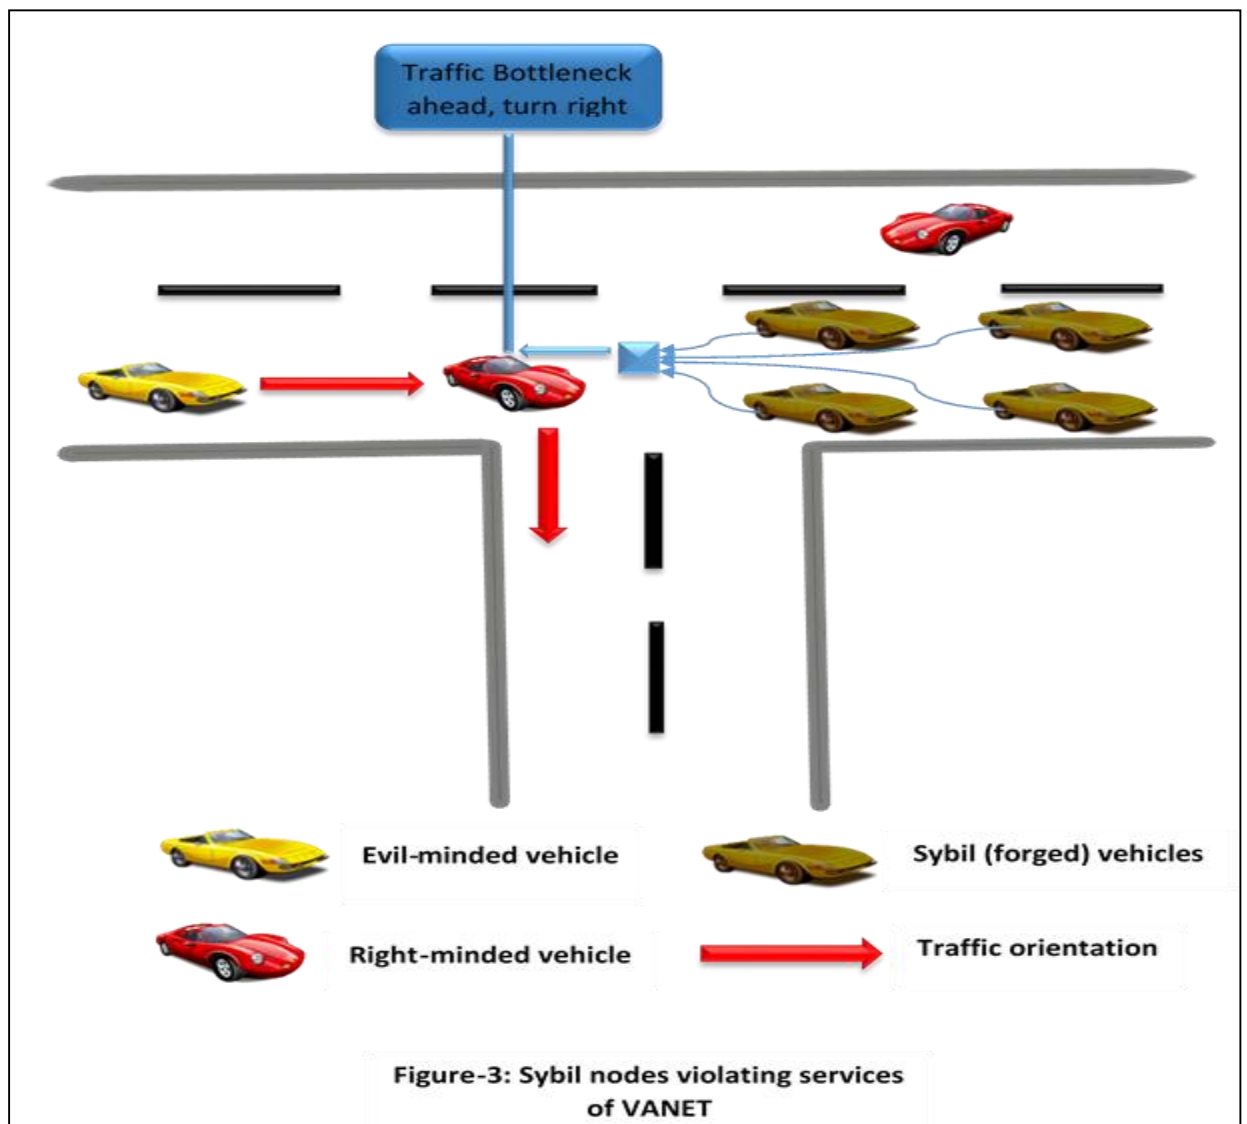 Traffic Bottleneck
ahead, turn right
Evil-minded vehicle
Sybil (forged) vehicles
Right-minded vehicle
Traffic orientation
Figure-3: Sybil nodes violating services
of VANET